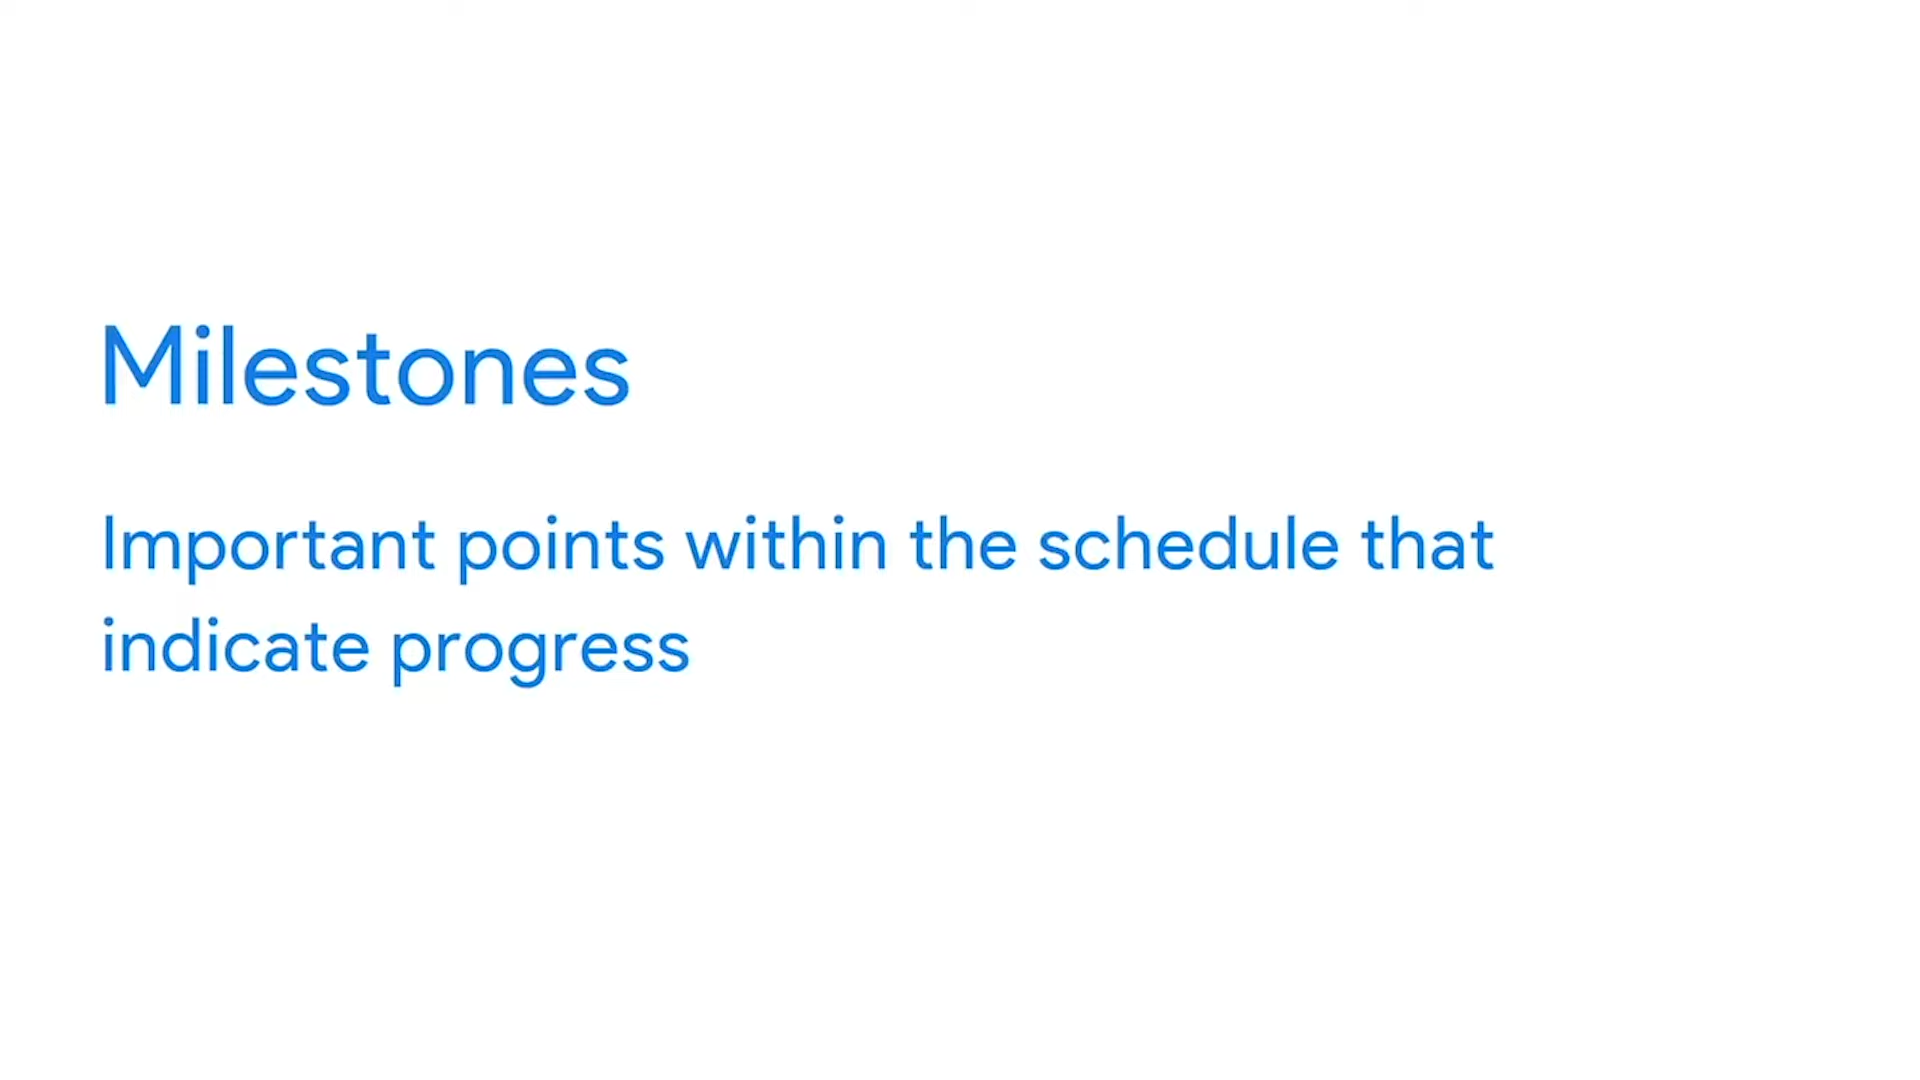 Milestones
Important points within the schedule that
indicate progress